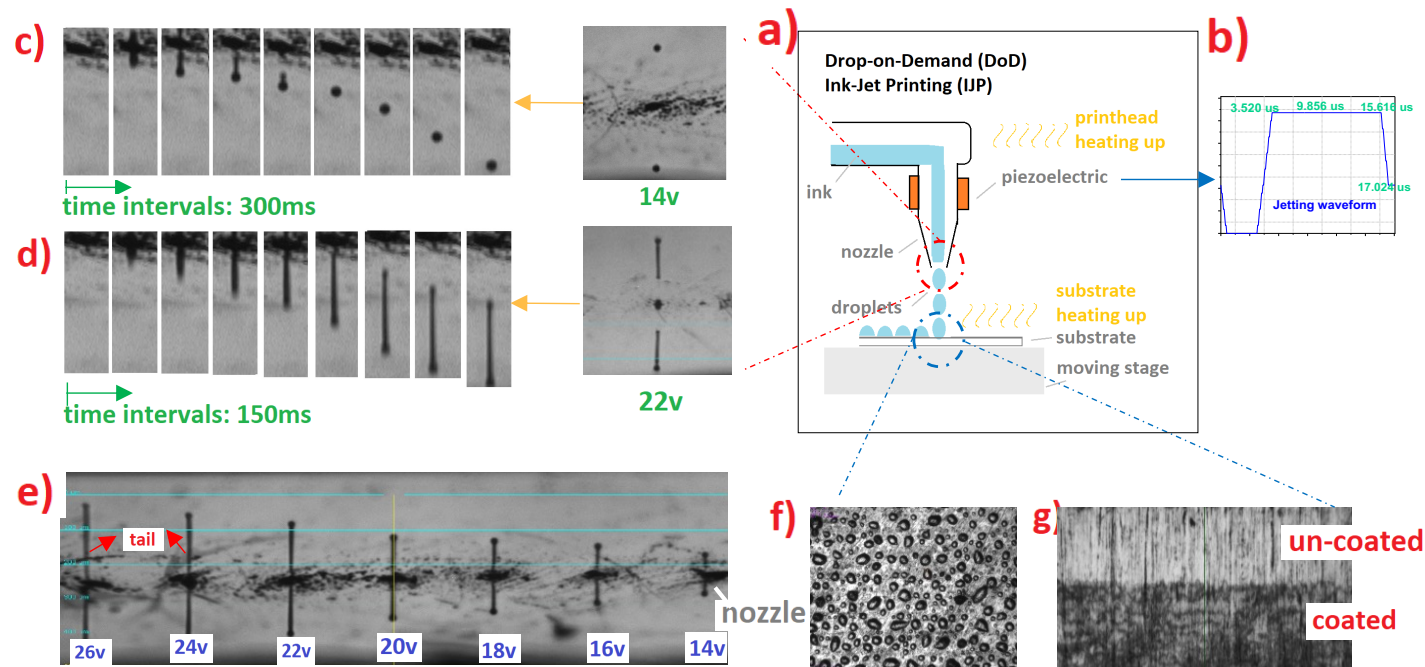 c)
14v
time intervals: 300ms
d)
22v
time intervals: 150ms
a)
Drop-on-Demand (DoD)
Ink-Jet Printing (IJP)
printhead
heating up
ink
piezoelectric
nozzle
droplets
substrate
heating up
substrate
moving stage
b)
3.520 us
9.856 us
15.616 us
17.024 us
Jetting waveform
e)
tail
nozzle
26v
24v
22v
20v
18v
16v
14v
f)
g)
un-coated
coated